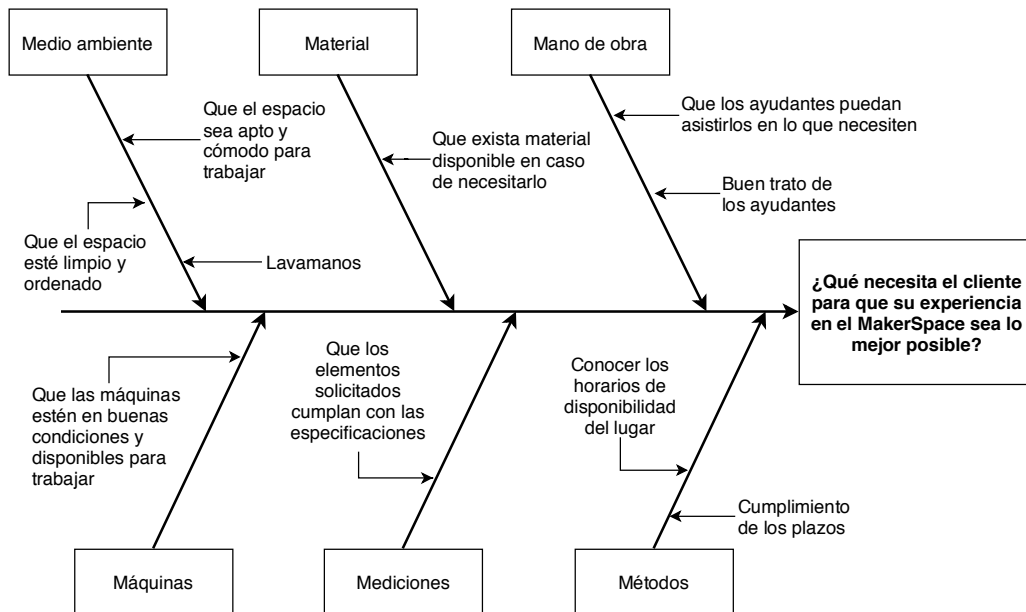 Medio ambiente
Material
Mano de obra
Que el espacio
sea apto y
cómodo para
trabajar
Que el espacio
esté limpio y
ordenado
Lavamanos
Que exista material
disponible en caso
de necesitarlo
Que los ayudantes puedan
asistirlos en lo que necesiten
Buen trato de
los ayudantes
¿Qué necesita el cliente
para que su experiencia
en el MakerSpace sea lo
mejor posible?
Que las máquinas
estén en buenas
condiciones y
disponibles para
trabajar
Que los
elementos
solicitados
cumplan con las
especificaciones
Conocer los
horarios de
disponibilidad
del lugar
Cumplimiento
de los plazos
Máquinas
Mediciones
Métodos